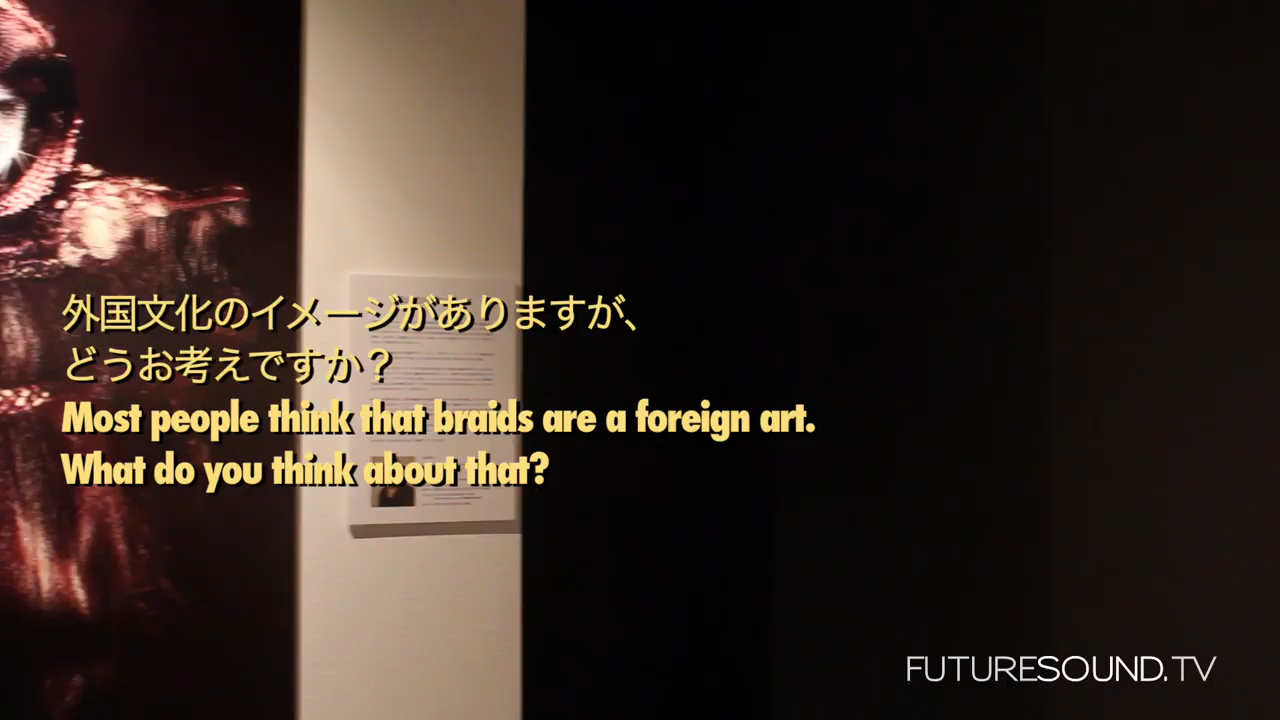 外国文化のイメージがありますが、
どうお考えですか？
Most people think that braids are a foreign art.
What do you think about that?
FUTURESOUND.TV